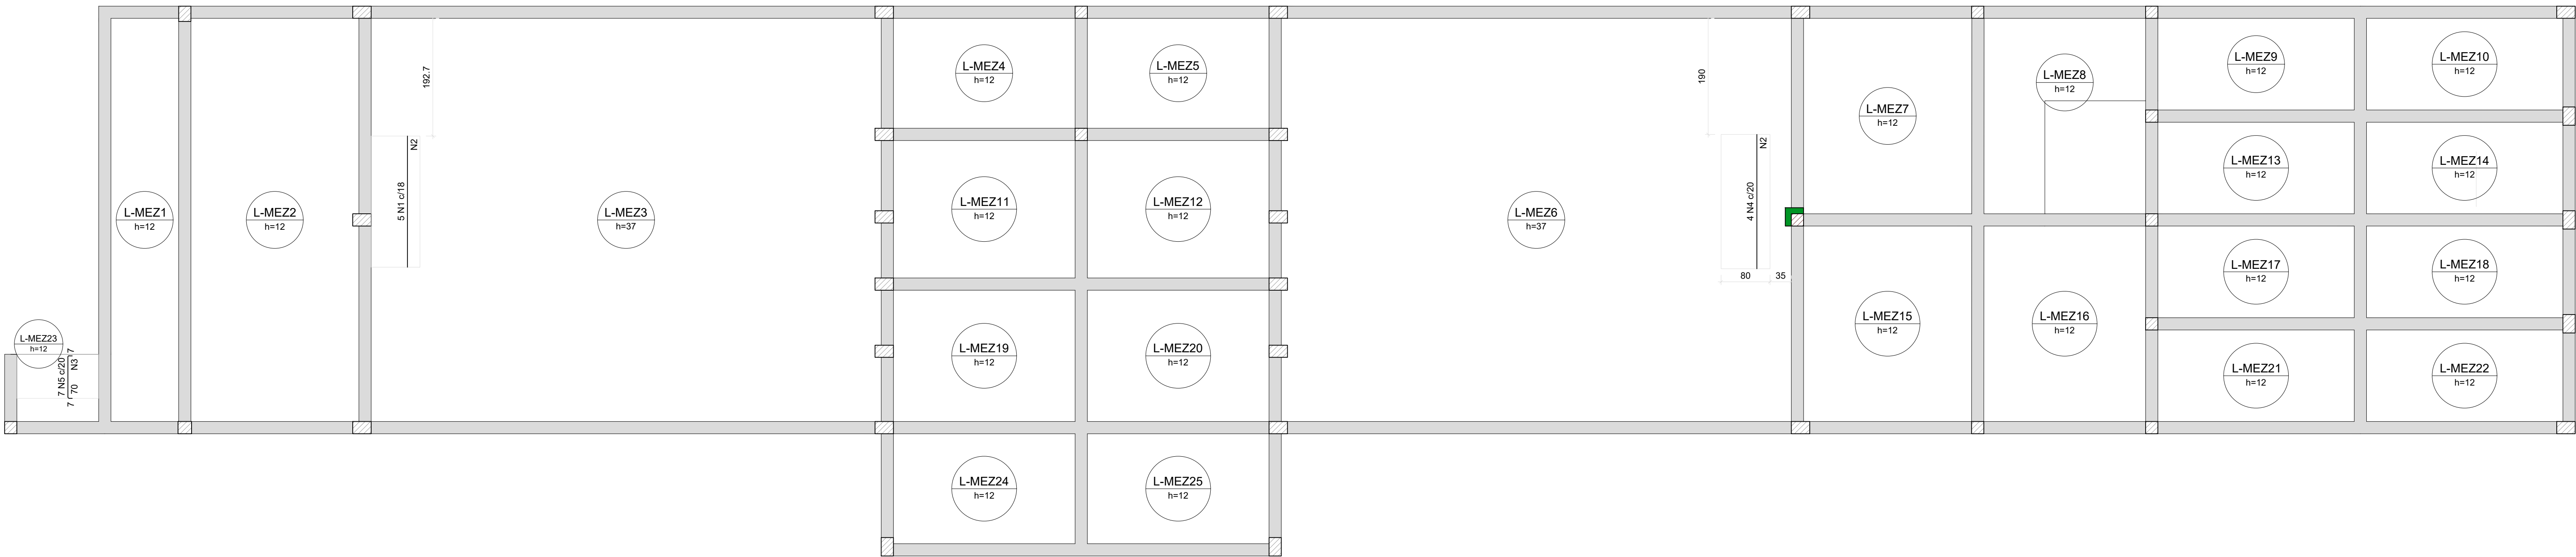 L-MEZ1
h=12
L-MEZ2
h=12
192.7
N2
5 N1 c/18
L-MEZ3
h=37
L-MEZ4
h=12
L-MEZ5
h=12
L-MEZ11
h=12
L-MEZ12
h=12
L-MEZ19
h=12
L-MEZ20
h=12
L-MEZ24
h=12
L-MEZ25
h=12
L-MEZ6
h=37
190
N2
4 N4 c/20
80
35
L-MEZ7
h=12
L-MEZ8
h=12
L-MEZ9
h=12
L-MEZ10
h=12
L-MEZ13
h=12
L-MEZ14
h=12
L-MEZ15
h=12
L-MEZ16
h=12
L-MEZ17
h=12
L-MEZ18
h=12
L-MEZ21
h=12
L-MEZ22
h=12
L-MEZ23
h=12
7 N5 c/20
N3
70
7
7